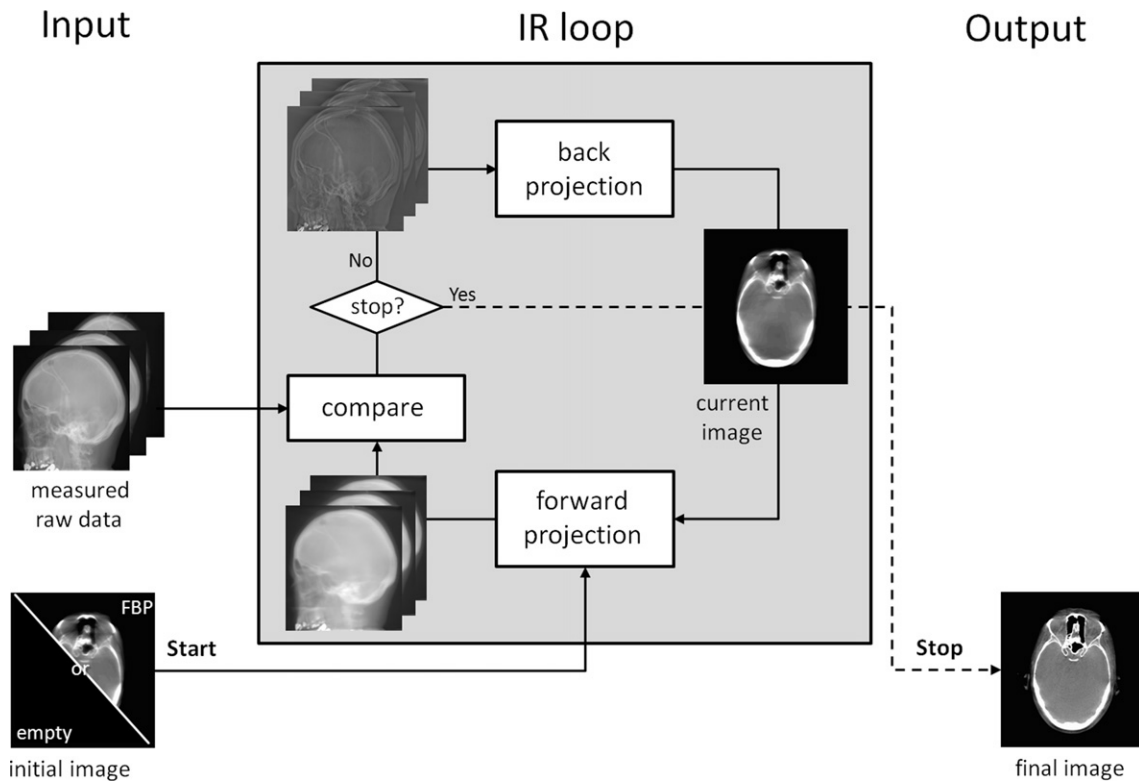 Input
IR loop
Output
back
projection
No
stop?
Yes
compare
current
image
measured
raw data
forward
projection
FBP
or
empty
initial image
Start
Stop
final image